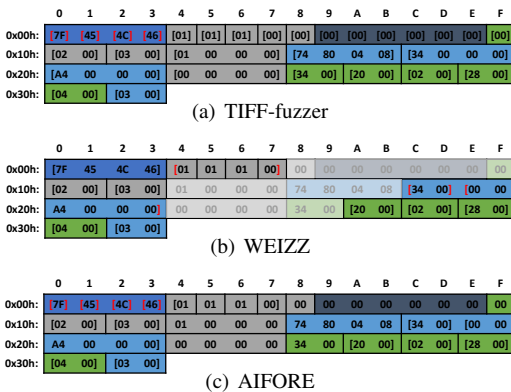 0 1 2 3 4 5 6 7 8 9 A B C D E F
0x00h: [7F] [45] [4C] [46] [01] [01] [01] [00] [00] [00] [00] [00] [00] [00] [00] [00]
0x10h: [02 00] [03 00] [01 00 00 00] [74 80 04 08] [34 00 00 00]
0x20h: [A4 00 00 00] [00 00 00 00] [34 00] [20 00] [02 00] [28 00]
0x30h: [04 00] [03 00]
(a) TIFF-fuzzer
0 1 2 3 4 5 6 7 8 9 A B C D E F
0x00h: [7F 45 4C 46] [01 01 01 00] 00 00 00 00 00 00 00 00
0x10h: [02 00] [03 00] 01 00 00 00 74 80 04 08 [34 00] [00 00
0x20h: A4 00 00 00] 00 00 00 00 34 00 [20 00] [02 00] [28 00]
0x30h: [04 00] [03 00]
(b) WEIZZ
0 1 2 3 4 5 6 7 8 9 A B C D E F
0x00h: [7F] [45] [4C] [46] [01 01 01 00] 00 00 00 00 00 00 00 00
0x10h: [02 00] [03 00] 01 00 00 00 74 80 04 08 [34 00] [00 00
0x20h: A4 00 00 00 00 00 00 00 34 00 [20 00] [02 00] [28 00]
0x30h: [04 00] 03 00
(c) AIFORE